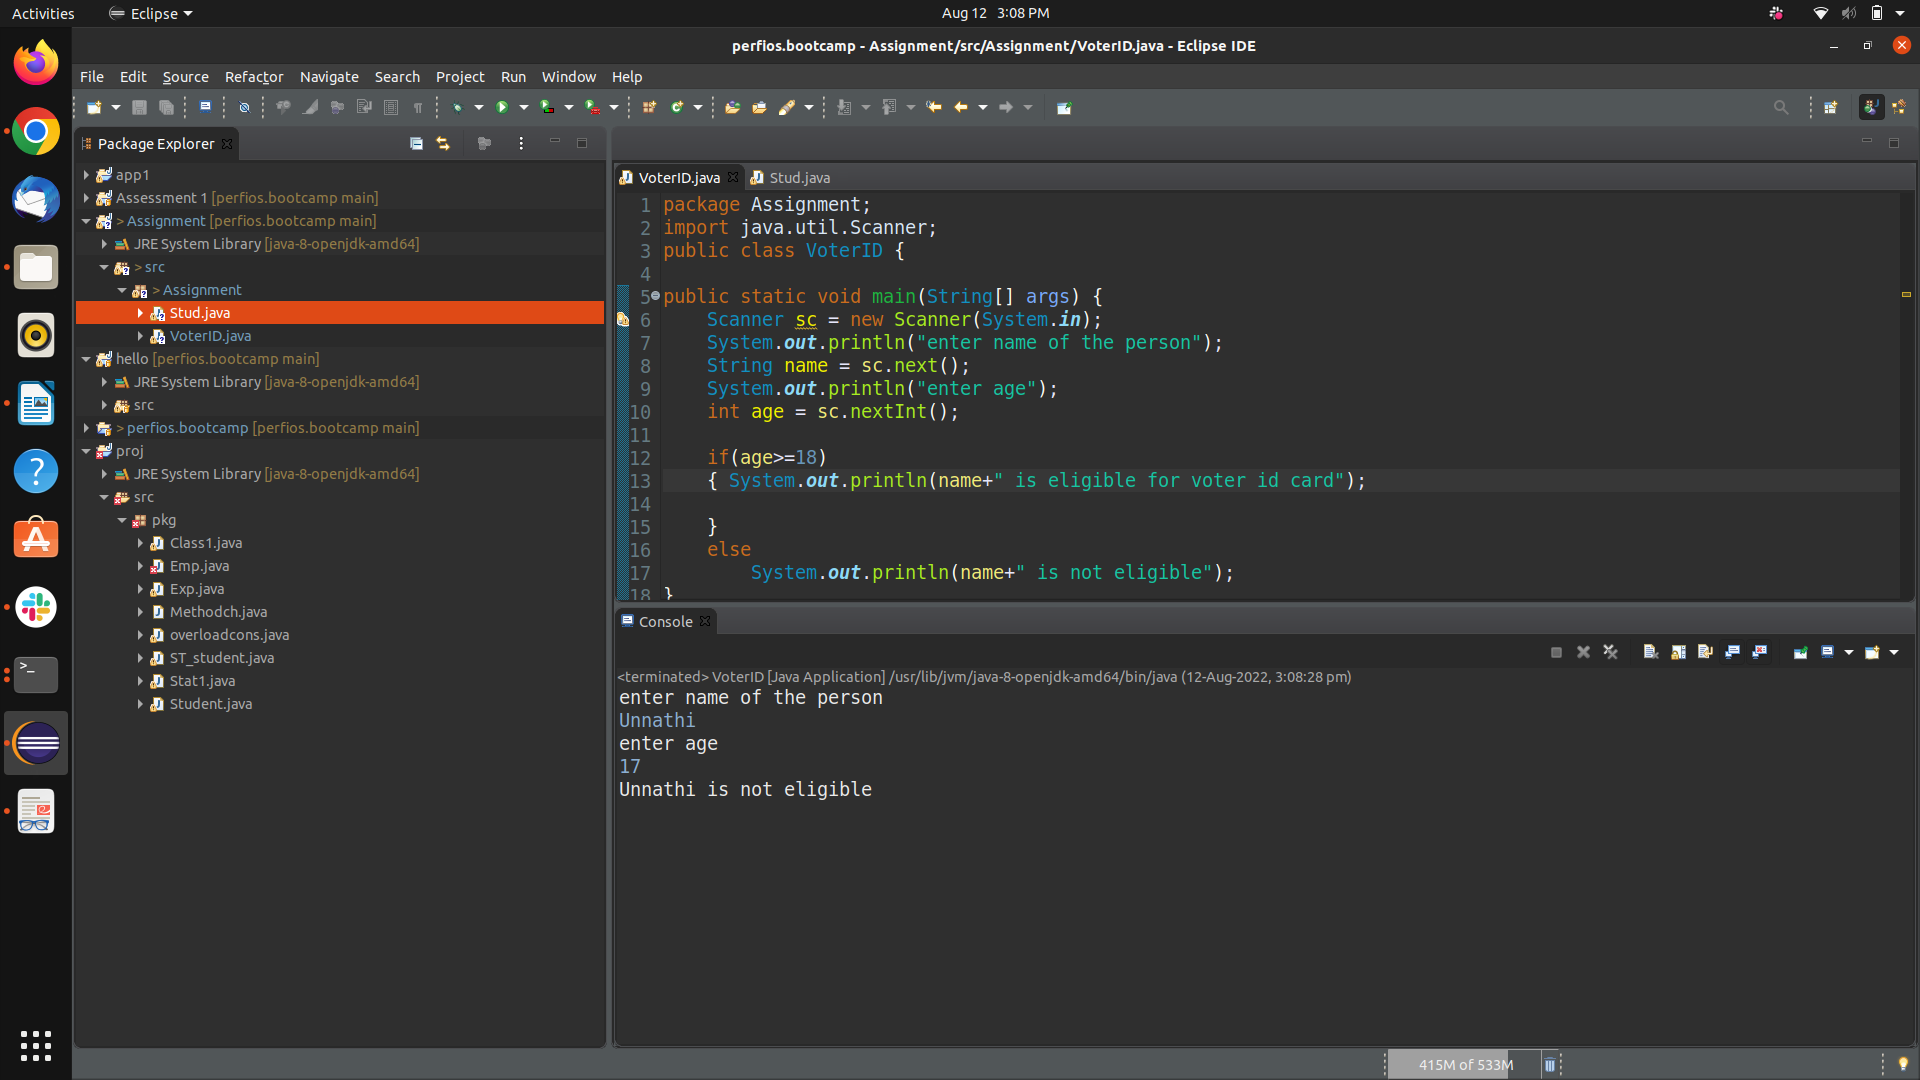 Activities
Eclipse
Aug 12 3:08 PM
perfios.bootcamp - Assignment/src/Assignment/VoterID.java - Eclipse IDE
File Edit Source Refactor Navigate Search Project Run Window Help
Package Explorer
app1
Assessment 1 [perfios.bootcamp main]
> Assignment [perfios.bootcamp main]
JRE System Library [java-8-openjdk-amd64]
> src
> Assignment
Stud.java
VoterID.java
hello [perfios.bootcamp main]
JRE System Library [java-8-openjdk-amd64]
src
> perfios.bootcamp [perfios.bootcamp main]
proj
JRE System Library [java-8-openjdk-amd64]
src
pkg
Class1.java
Emp.java
Exp.java
Methodch.java
overloadcons.java
ST_student.java
Stat1.java
Student.java
VoterID.java
Stud.java
1 package Assignment;
2 import java.util.Scanner;
3 public class VoterID {
4
5 public static void main(String[] args) {
6 Scanner sc = new Scanner(System.in);
7 System.out.println("enter name of the person");
8 String name = sc.next();
9 System.out.println("enter age");
10 int age = sc.nextInt();
11
12 if(age>=18)
13 { System.out.println(name+" is eligible for voter id card");
14
15 }
16 else
17 System.out.println(name+" is not eligible");
18 }
Console
<terminated> VoterID [Java Application] /usr/lib/jvm/java-8-openjdk-amd64/bin/java (12-Aug-2022, 3:08:28 pm)
enter name of the person
Unnathi
enter age
17
Unnathi is not eligible
415M of 533M